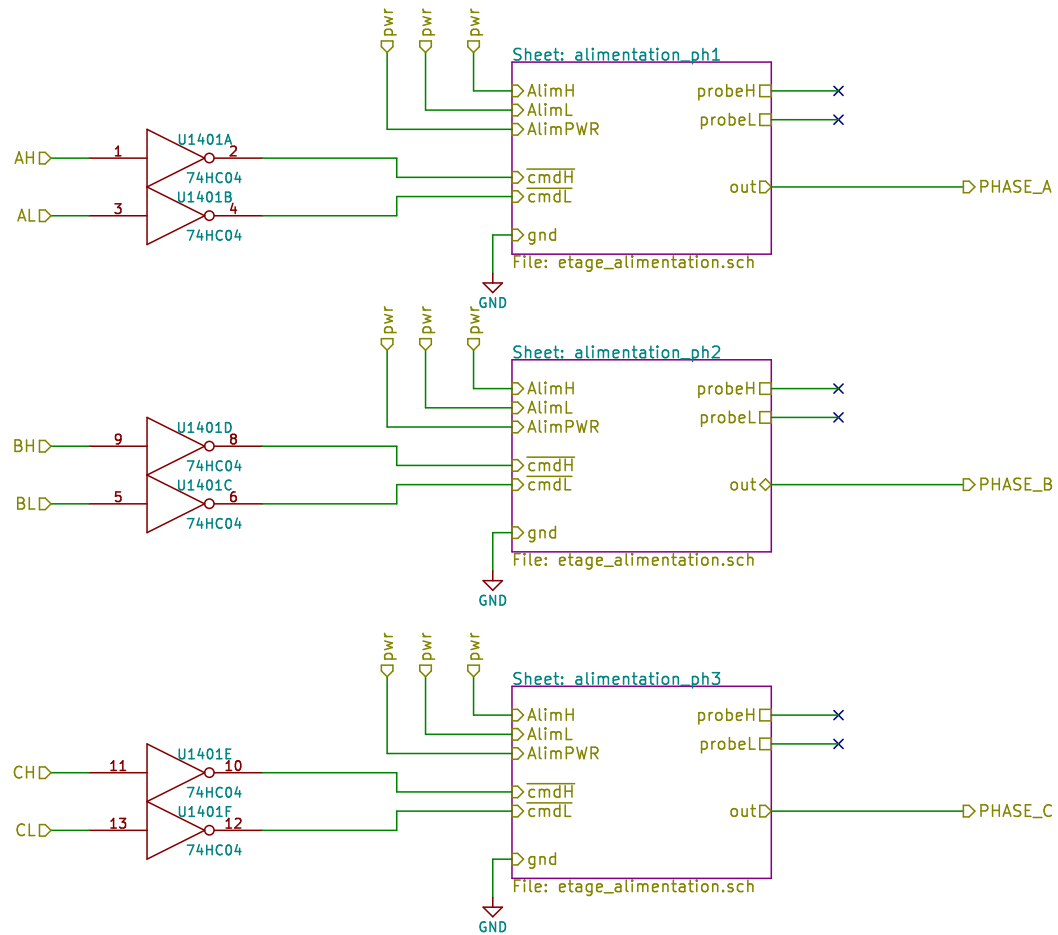 pwr
pwr
pwr
Sheet: alimentation_ph1
AlimH
AlimL
AlimPWR
cmdH
cmdL
gnd
probeH
probeL
out
PHASE_A
File: etage_alimentation.sch
GND
AH
1
U1401A
2
74HC04
AL
3
U1401B
4
74HC04
pwr
pwr
pwr
Sheet: alimentation_ph2
AlimH
AlimL
AlimPWR
cmdH
cmdL
gnd
probeH
probeL
out
PHASE_B
File: etage_alimentation.sch
GND
BH
9
U1401D
8
74HC04
BL
5
U1401C
6
74HC04
pwr
pwr
pwr
Sheet: alimentation_ph3
AlimH
AlimL
AlimPWR
cmdH
cmdL
gnd
probeH
probeL
out
PHASE_C
File: etage_alimentation.sch
GND
CH
11
U1401E
10
74HC04
CL
13
U1401F
12
74HC04